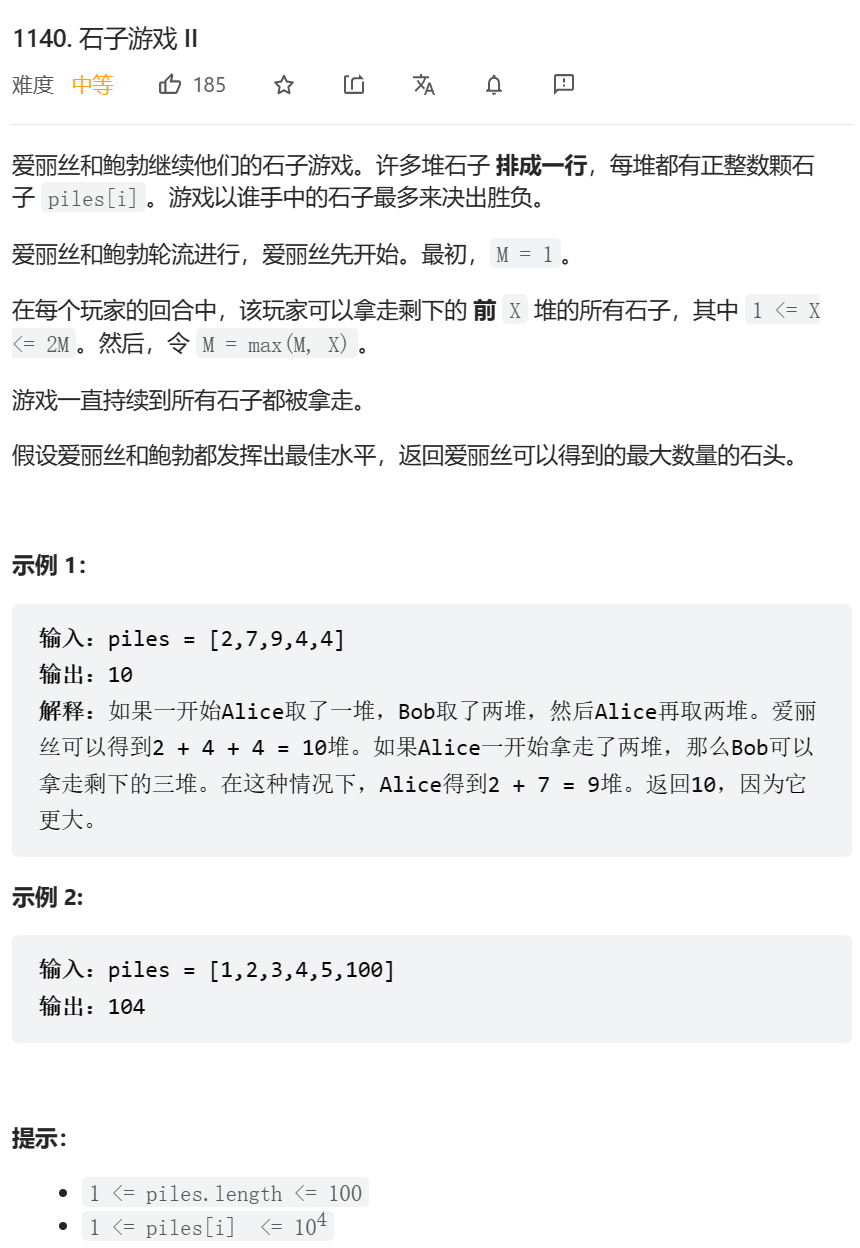 1140. 石子游戏 II
难度 中等 185
爱丽丝和鲍勃继续他们的石子游戏。许多堆石子 排成一行，每堆都有正整数颗石
子 piles[i]。游戏以谁手中的石子最多来决出胜负。
爱丽丝和鲍勃轮流进行，爱丽丝先开始。最初，M = 1。
在每个玩家的回合中，该玩家可以拿走剩下的 前 X 堆的所有石子，其中 1 <= X
<= 2M。然后，令 M = max(M, X)。
游戏一直持续到所有石子都被拿走。
假设爱丽丝和鲍勃都发挥出最佳水平，返回爱丽丝可以得到的最大数量的石头。
示例 1：
输入：piles = [2,7,9,4,4]
输出：10
解释：如果一开始Alice取了一堆，Bob取了两堆，然后Alice再取两堆。爱丽
丝可以得到2 + 4 + 4 = 10堆。如果Alice一开始拿走了两堆，那么Bob可以
拿走剩下的三堆。在这种情况下，Alice得到2 + 7 = 9堆。返回10，因为它
更大。
示例 2:
输入：piles = [1,2,3,4,5,100]
输出：104
提示：
• 1 <= piles.length <= 100
• 1 <= piles[i] <= 10⁴